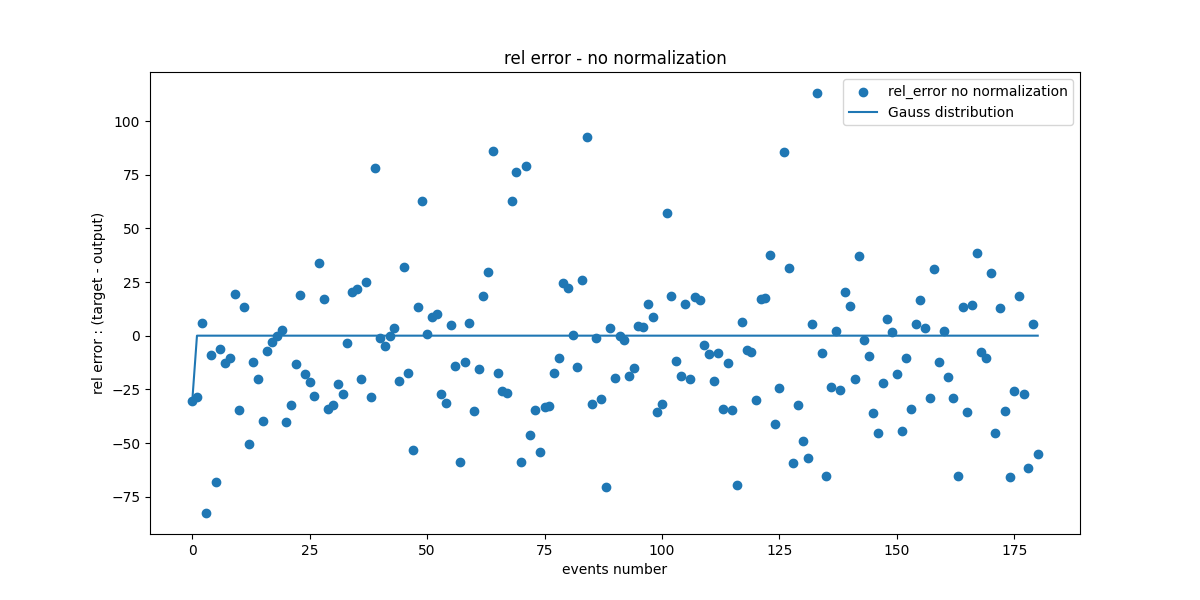 rel error - no normalization
rel_error no normalization
Gauss distribution
100
75
50
25
0
−25
−50
−75
rel error : (target - output)
0 25 50 75 100 125 150 175
events number